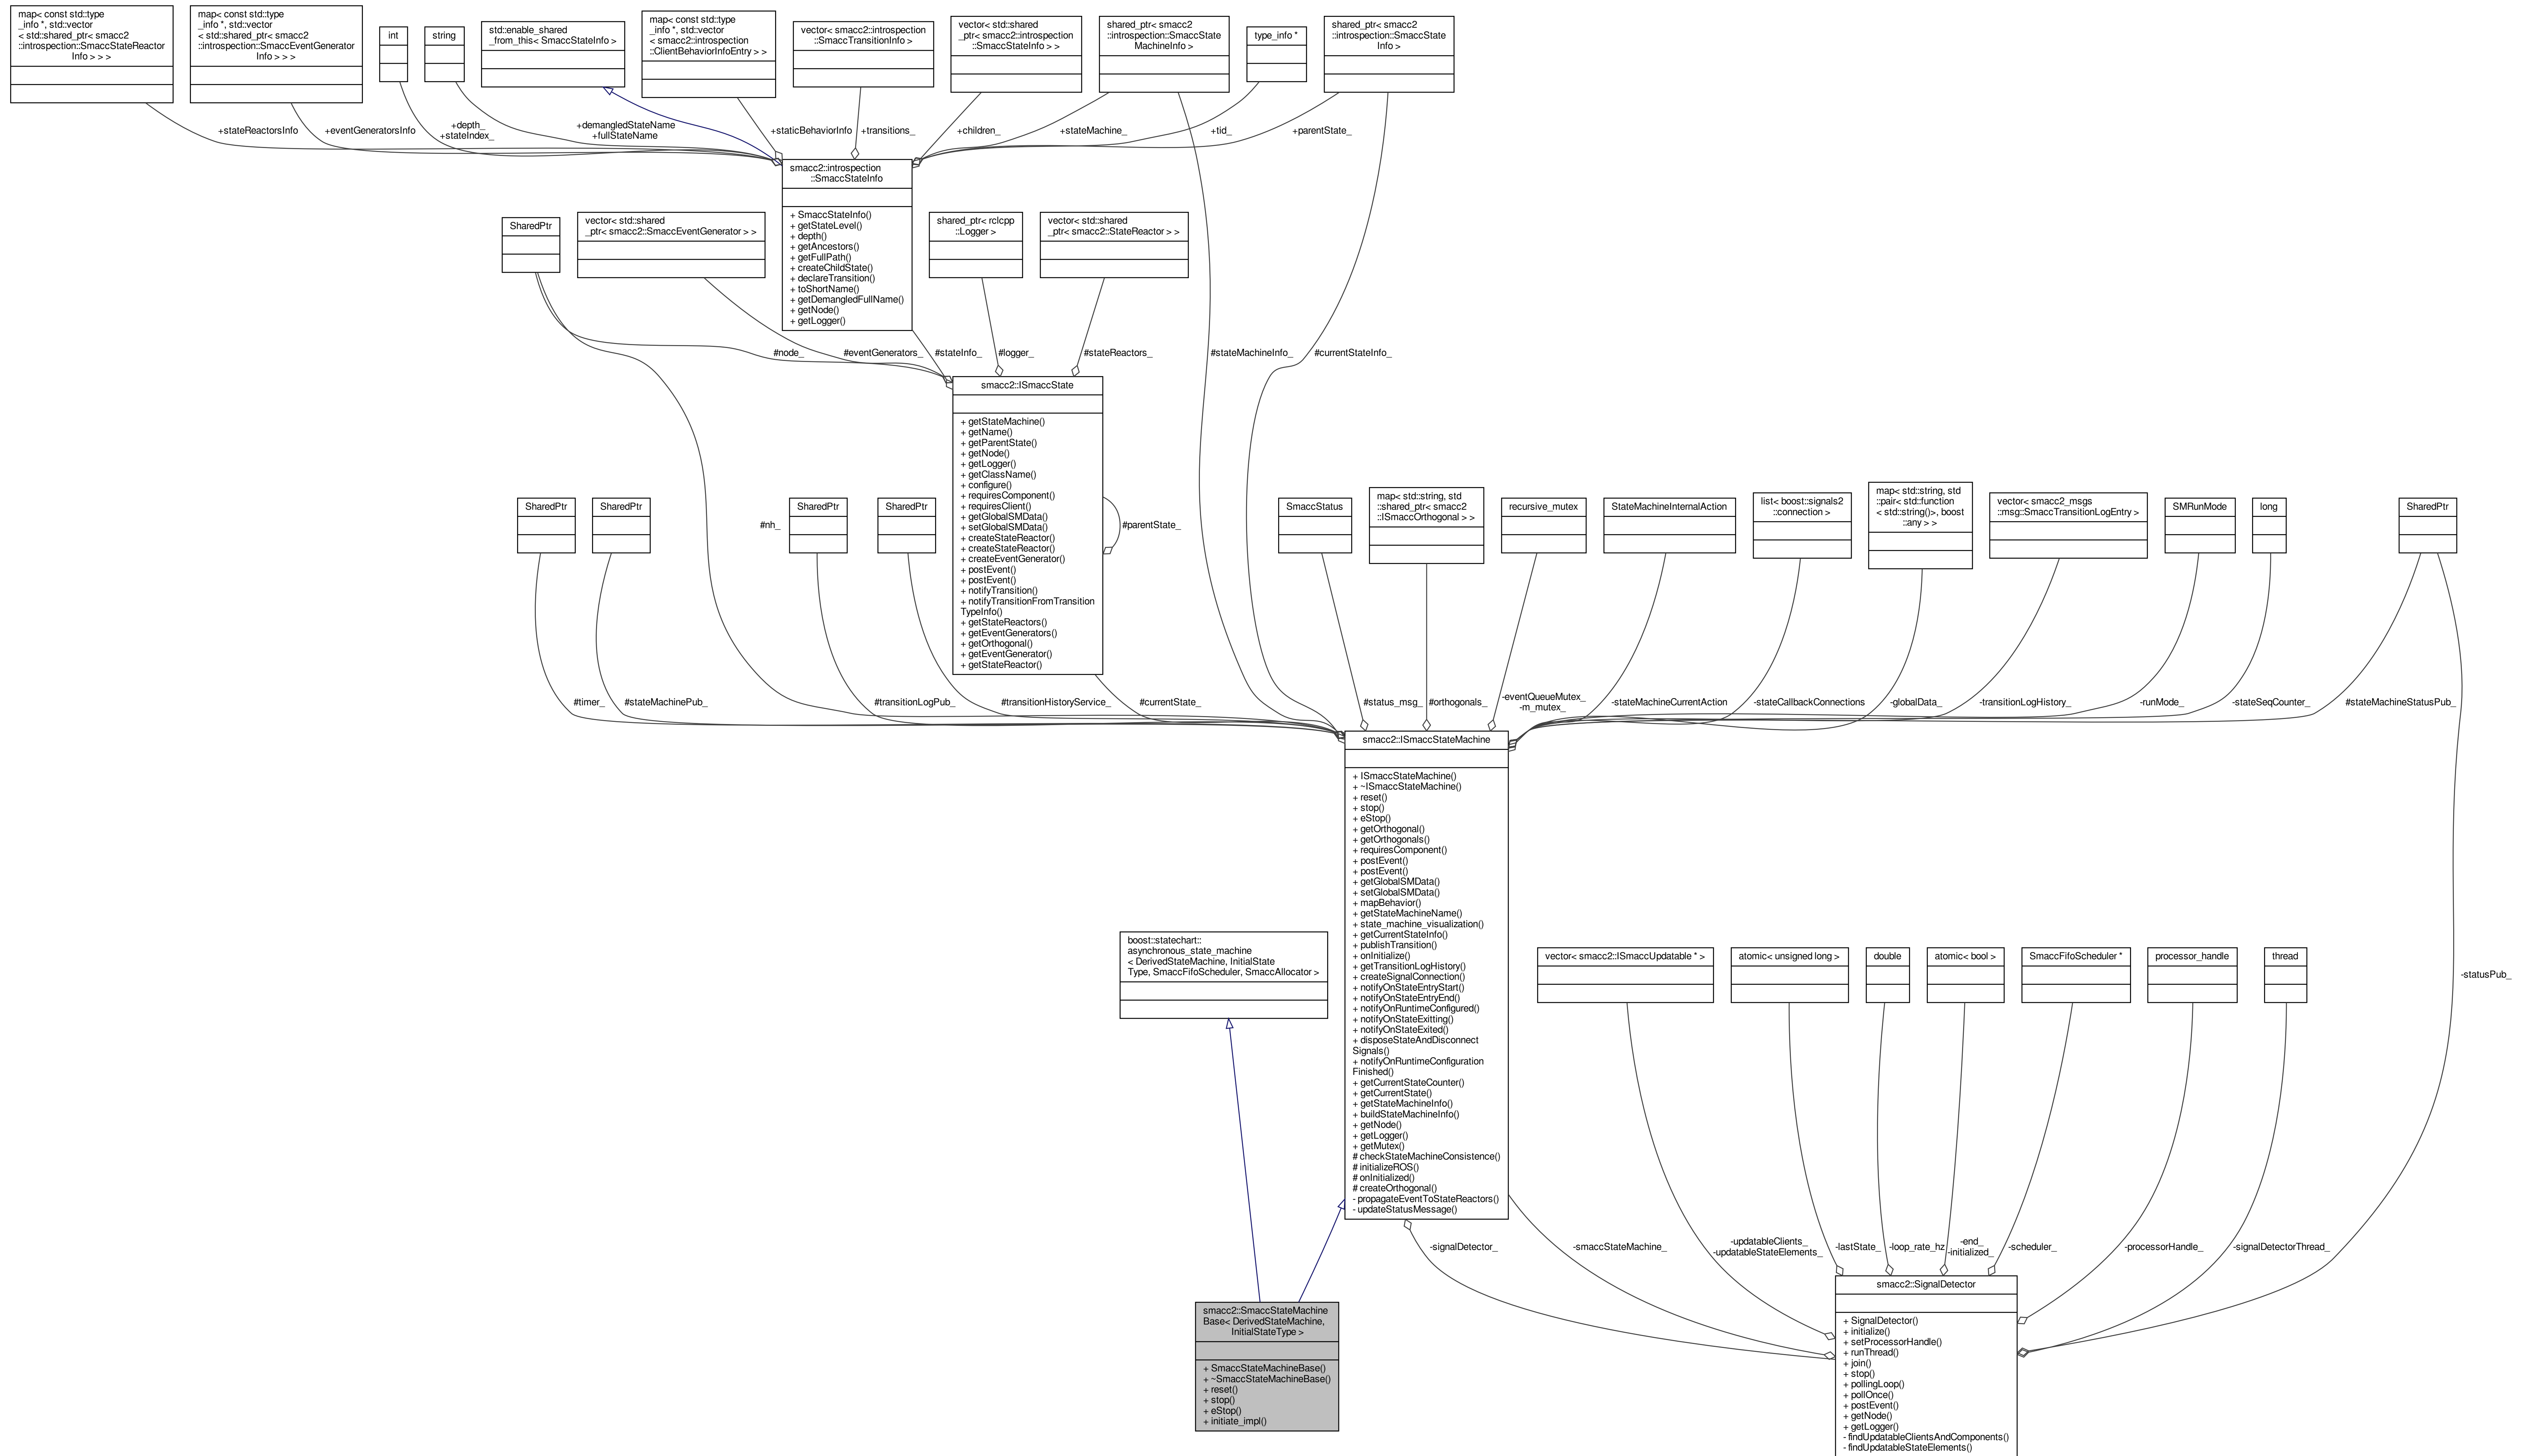 map< const std::type
_info *, std::vector
< std::shared_ptr< smacc2
::introspection::SmaccStateReactor
Info > > >
map< const std::type
_info *, std::vector
< std::shared_ptr< smacc2
::introspection::SmaccEventGenerator
Info > > >
int
string
std::enable_shared
_from_this< SmaccStateInfo >
map< const std::type
_info *, std::vector
< smacc2::introspection
::ClientBehaviorInfoEntry > >
vector< smacc2::introspection
::SmaccTransitionInfo >
vector< std::shared
_ptr< smacc2::introspection
::SmaccStateInfo > >
shared_ptr< smacc2
::introspection::SmaccState
MachineInfo >
type_info *
shared_ptr< smacc2
::introspection::SmaccState
Info >
+stateReactorsInfo
+eventGeneratorsInfo
+depth_
+stateIndex_
+demangledStateName
+fullStateName
+staticBehaviorInfo
+transitions_
+children_
+stateMachine_
+tid_
+parentState_
smacc2::introspection
::SmaccStateInfo
+ SmaccStateInfo()
+ getStateLevel()
+ depth()
+ getAncestors()
+ getFullPath()
+ createChildState()
+ declareTransition()
+ toShortName()
+ getDemangledFullName()
+ getNode()
+ getLogger()
SharedPtr
vector< std::shared
_ptr< smacc2::SmaccEventGenerator > >
shared_ptr< rclcpp
::Logger >
vector< std::shared
_ptr< smacc2::StateReactor > >
#node_
#eventGenerators_
#stateInfo_
#logger_
#stateReactors_
#stateMachineInfo_
#currentStateInfo_
smacc2::ISmaccState
+ getStateMachine()
+ getName()
+ getParentState()
+ getNode()
+ getLogger()
+ getClassName()
+ configure()
+ requiresComponent()
+ requiresClient()
+ getGlobalSMData()
+ setGlobalSMData()
+ createStateReactor()
+ createStateReactor()
+ createEventGenerator()
+ postEvent()
+ postEvent()
+ notifyTransition()
+ notifyTransitionFromTransition
TypeInfo()
+ getStateReactors()
+ getEventGenerators()
+ getOrthogonal()
+ getEventGenerator()
+ getStateReactor()
#parentState_
SharedPtr
SharedPtr
#nh_
SharedPtr
SharedPtr
SmaccStatus
map< std::string, std
::shared_ptr< smacc2
::ISmaccOrthogonal > >
recursive_mutex
StateMachineInternalAction
list< boost::signals2
::connection >
map< std::string, std
::pair< std::function
< std::string()>, boost
::any > >
vector< smacc2_msgs
::msg::SmaccTransitionLogEntry >
SMRunMode
long
SharedPtr
#timer_
#stateMachinePub_
#transitionLogPub_
#transitionHistoryService_
#currentState_
#status_msg_
#orthogonals_
-eventQueueMutex_
-m_mutex_
-stateMachineCurrentAction
-stateCallbackConnections
-globalData_
-transitionLogHistory_
-runMode_
-stateSeqCounter_
#stateMachineStatusPub_
smacc2::ISmaccStateMachine
+ ISmaccStateMachine()
+ ~ISmaccStateMachine()
+ reset()
+ stop()
+ eStop()
+ getOrthogonal()
+ getOrthogonals()
+ requiresComponent()
+ postEvent()
+ postEvent()
+ getGlobalSMData()
+ setGlobalSMData()
+ mapBehavior()
+ getStateMachineName()
+ state_machine_visualization()
+ getCurrentStateInfo()
+ publishTransition()
+ onInitialize()
+ getTransitionLogHistory()
+ createSignalConnection()
+ notifyOnStateEntryStart()
+ notifyOnStateEntryEnd()
+ notifyOnRuntimeConfigured()
+ notifyOnStateExitting()
+ notifyOnStateExited()
+ disposeStateAndDisconnect
Signals()
+ notifyOnRuntimeConfiguration
Finished()
+ getCurrentStateCounter()
+ getCurrentState()
+ getStateMachineInfo()
+ buildStateMachineInfo()
+ getNode()
+ getLogger()
+ getMutex()
# checkStateMachineConsistence()
# initializeROS()
# onInitialized()
# createOrthogonal()
- propagateEventToStateReactors()
- updateStatusMessage()
boost::statechart::
asynchronous_state_machine
< DerivedStateMachine, InitialState
Type, SmaccFifoScheduler, SmaccAllocator >
vector< smacc2::ISmaccUpdatable * >
atomic< unsigned long >
double
atomic< bool >
SmaccFifoScheduler *
processor_handle
thread
-statusPub_
-signalDetector_
-smaccStateMachine_
-updatableClients_
-updatableStateElements_
-lastState_
-loop_rate_hz
-end_
-initialized_
-scheduler_
-processorHandle_
-signalDetectorThread_
smacc2::SmaccStateMachine
Base< DerivedStateMachine,
InitialStateType >
+ SmaccStateMachineBase()
+ ~SmaccStateMachineBase()
+ reset()
+ stop()
+ eStop()
+ initiate_impl()
smacc2::SignalDetector
+ SignalDetector()
+ initialize()
+ setProcessorHandle()
+ runThread()
+ join()
+ stop()
+ pollingLoop()
+ pollOnce()
+ postEvent()
+ getNode()
+ getLogger()
- findUpdatableClientsAndComponents()
- findUpdatableStateElements()